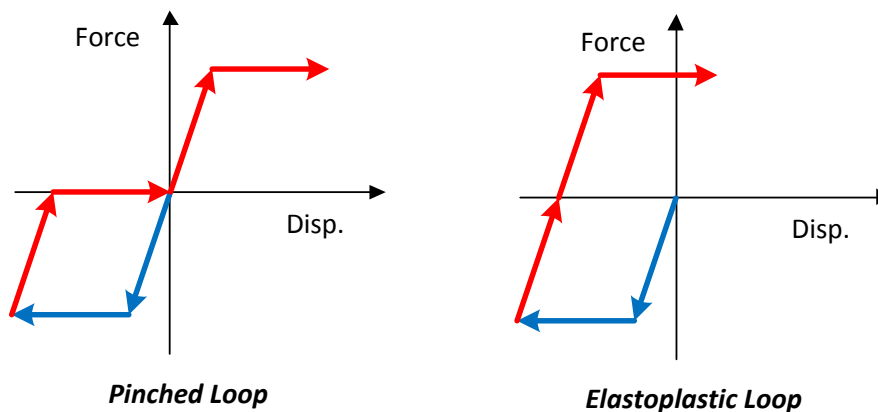 Force
Disp.
Pinched Loop
Force
Disp.
Elastoplastic Loop